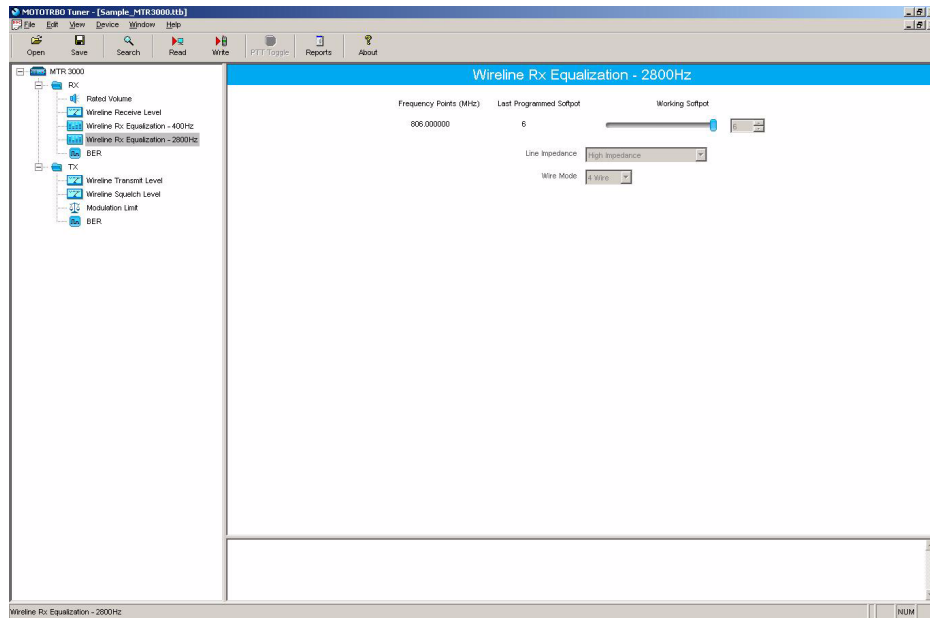 MOTOTRBO Tuner - [Sample_MTR3000.ttb]
File Edit View Device Window Help
Open Save Search Read Write PTT Toggle Reports About
MTR 3000
RX
Rated Volume
Wireline Receive Level
Wireline Rx Equalization - 400Hz
Wireline Rx Equalization - 2800Hz
BER
TX
Wireline Transmit Level
Wireline Squelch Level
Modulation Limit
BER
Wireline Rx Equalization - 2800Hz
Frequency Points (MHz) Last Programmed Softpot Working Softpot
806.000000 6 6
Line Impedance High Impedance
Wire Mode 4 Wire
Wireline Rx Equalization - 2800Hz NUM